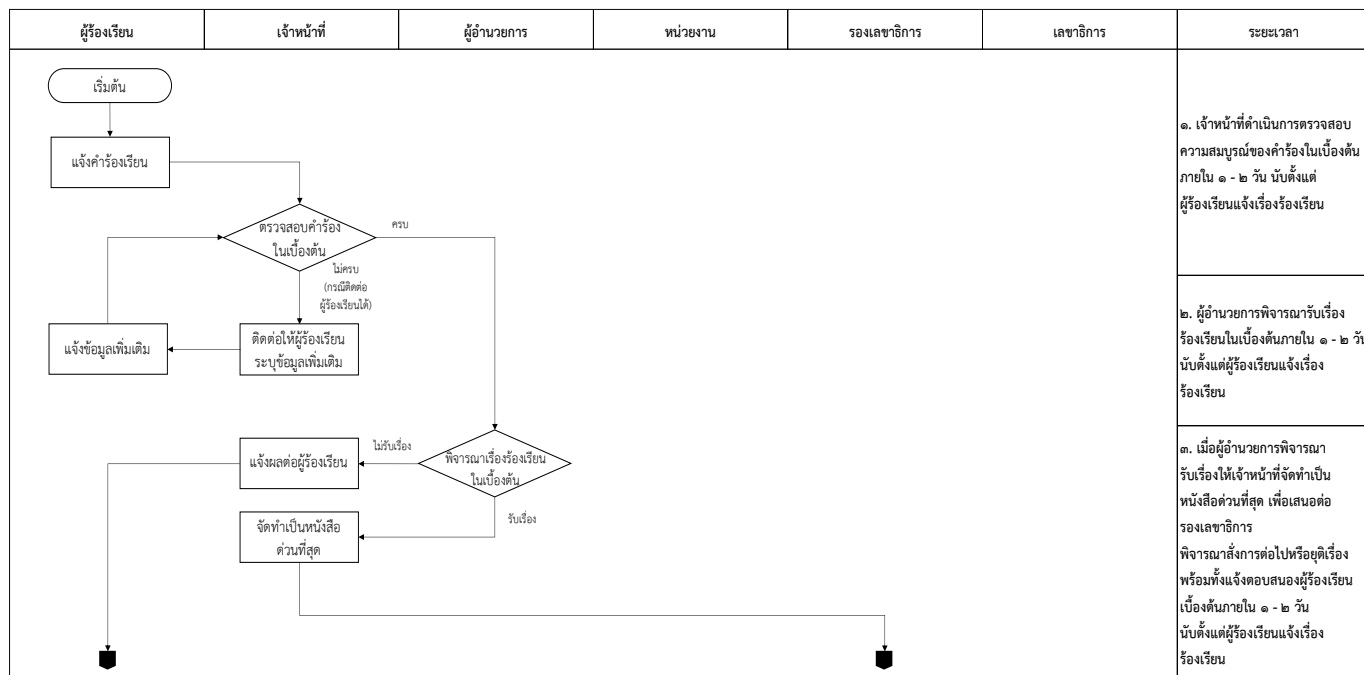 ผู้ร้องเรียน เจ้าหน้าที่ ผู้อำนวยการ หน่วยงาน รองเลขาธิการ เลขาธิการ ระยะเวลา
เริ่มต้น
แจ้งคำร้องเรียน
ตรวจสอบคำร้อง
ในเบื้องต้น
ครบ
ไม่ครบ
(กรณีติดต่อ
ผู้ร้องเรียนได้)
ติดต่อให้ผู้ร้องเรียน
ระบุข้อมูลเพิ่มเติม
แจ้งข้อมูลเพิ่มเติม
พิจารณาเรื่องร้องเรียน
ในเบื้องต้น
ไม่รับเรื่อง
แจ้งผลต่อผู้ร้องเรียน
รับเรื่อง
จัดทำเป็นหนังสือ
ด่วนที่สุด
๑. เจ้าหน้าที่ดำเนินการตรวจสอบ
ความสมบูรณ์ของคำร้องในเบื้องต้น
ภายใน ๑ - ๒ วัน นับตั้งแต่
ผู้ร้องเรียนแจ้งเรื่องร้องเรียน
๒. ผู้อำนวยการพิจารณารับเรื่อง
ร้องเรียนในเบื้องต้นภายใน ๑ - ๒ วัน
นับตั้งแต่ผู้ร้องเรียนแจ้งเรื่อง
ร้องเรียน
๓. เมื่อผู้อำนวยการพิจารณา
รับเรื่องให้เจ้าหน้าที่จัดทำเป็น
หนังสือด่วนที่สุด เพื่อเสนอต่อ
รองเลขาธิการ
พิจารณาสั่งการต่อไปหรือยุติเรื่อง
พร้อมทั้งแจ้งตอบสนองผู้ร้องเรียน
เบื้องต้นภายใน ๑ - ๒ วัน
นับตั้งแต่ผู้ร้องเรียนแจ้งเรื่อง
ร้องเรียน